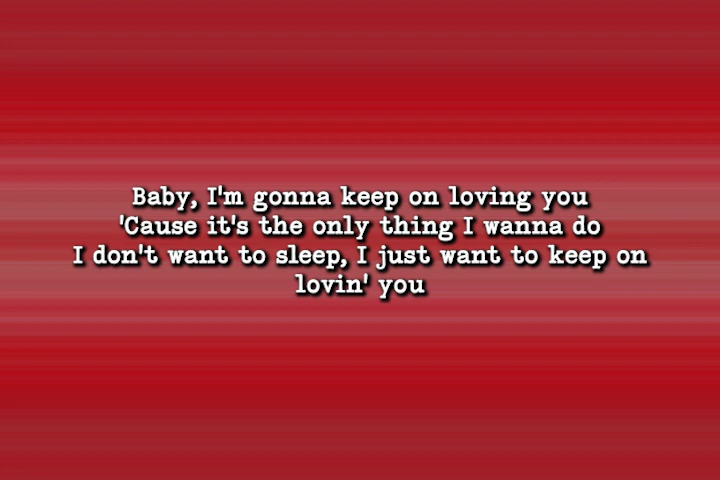 Baby, I'm gonna keep on loving you
'Cause it's the only thing I wanna do
I don't want to sleep, I just want to keep on
lovin' you